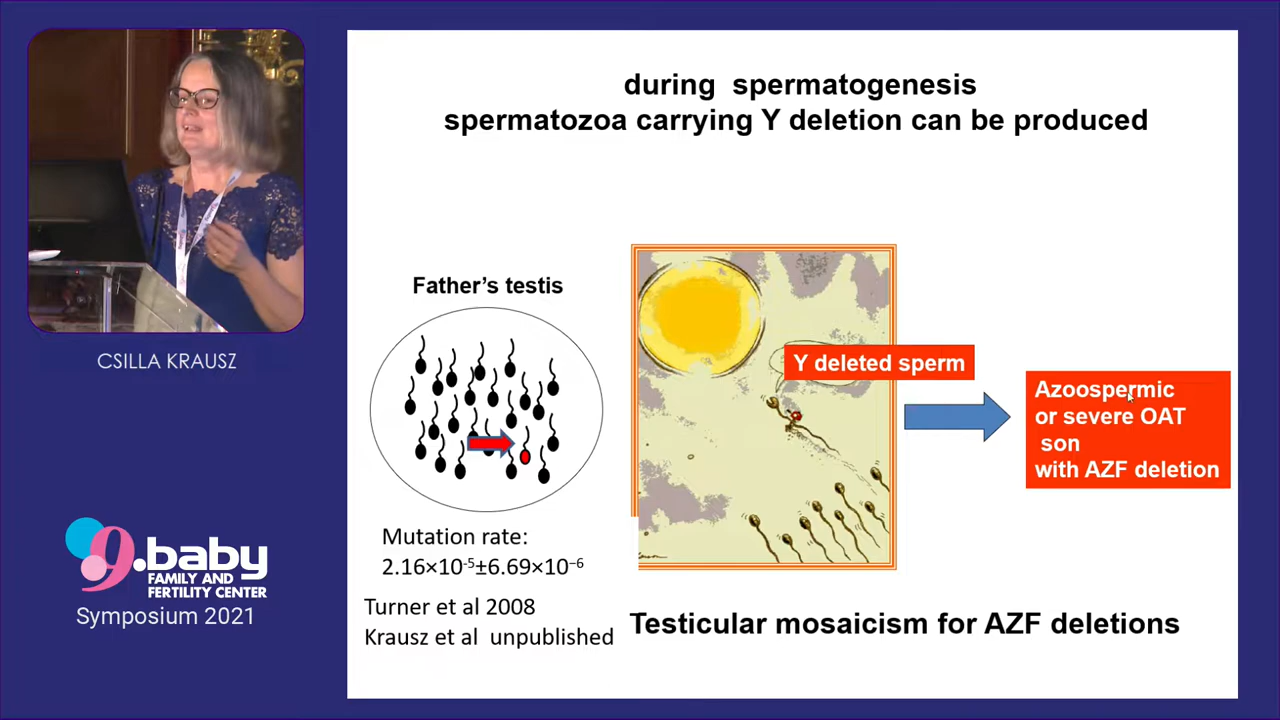 during spermatogenesis
spermatozoa carrying Y deletion can be produced
Father's testis
Y deleted sperm
Azoospermic
or severe OAT
son
with AZF deletion
Mutation rate:
2.16×10⁻⁵±6.69×10⁻⁶
Turner et al 2008
Krausz et al unpublished
Testicular mosaicism for AZF deletions
CSILLA KRAUSZ
9.baby
FAMILY AND
FERTILITY CENTER
Symposium 2021